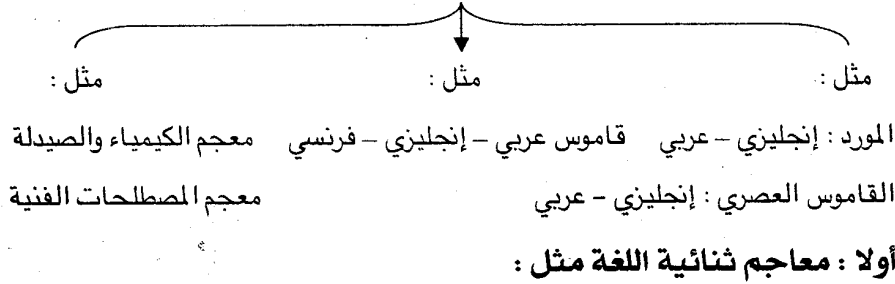 مثل : مثل : مثل :
المورد : إنجليزي – عربي قاموس عربي – إنجليزي – فرنسي معجم الكيمياء والصيدلة
القاموس العصري : إنجليزي – عربي معجم المصطلحات الفنية
أولا : معاجم ثنائية اللغة مثل :